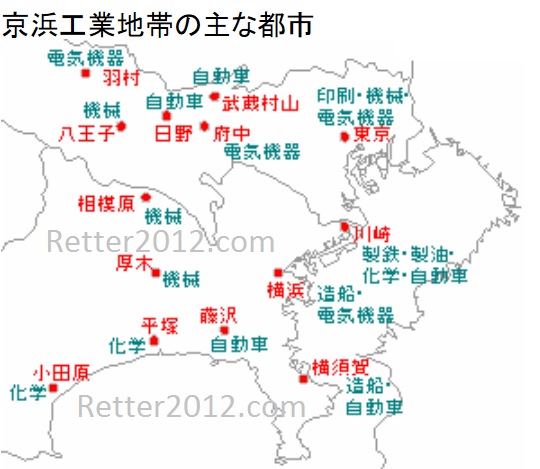 京浜工業地帯の主な都市
電気機器
羽村
自動車
武蔵村山
機械
八王子
自動車
日野
府中
電気機器
印刷・機械・
電気機器
東京
相模原
機械
Retter2012.com
川崎
製鉄・製油・
化学・自動車
厚木
機械
横浜
造船・
電気機器
藤沢
自動車
平塚
化学
小田原
化学
横須賀
造船・
自動車
Retter2012.com